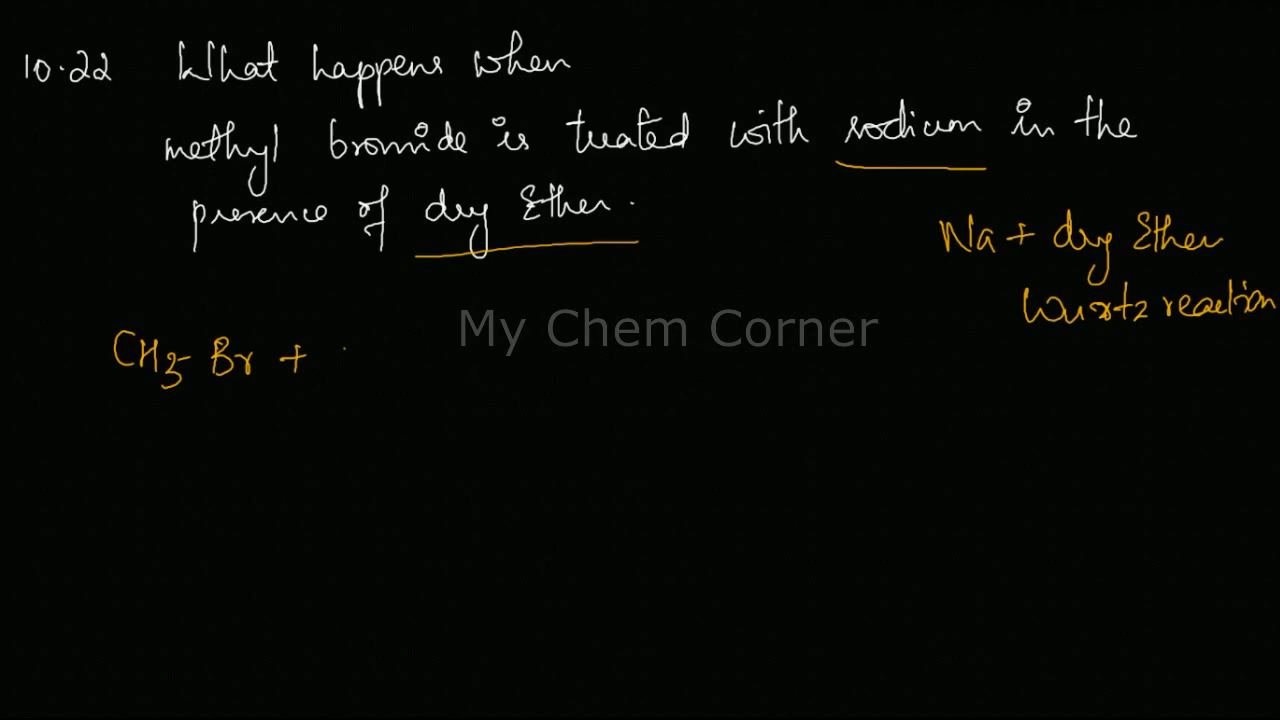 10.22 What happens when
methyl bromide is treated with sodium in the
presence of dry Ether.
Na + dry Ether
Wurtz reaction
My Chem Corner
CH3- Br +